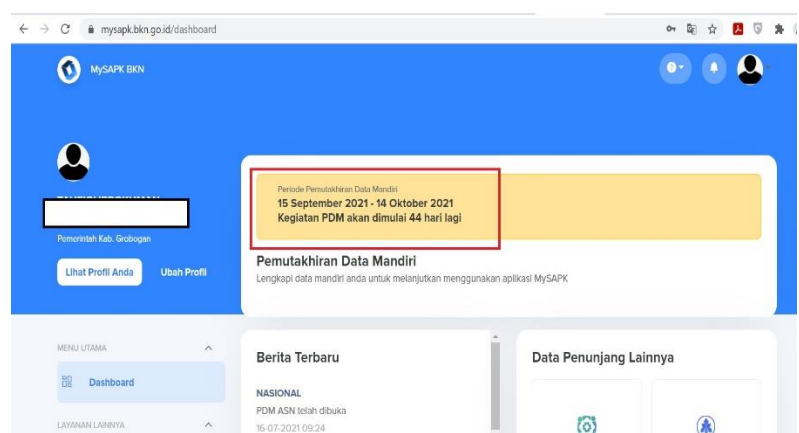 mysapk.bkn.go.id/dashboard
MySAPK BKN
Pemerintah Kab. Grobogan
Lihat Profil Anda
Ubah Profil
Periode Pemutakhiran Data Mandiri
15 September 2021 - 14 Oktober 2021
Kegiatan PDM akan dimulai 44 hari lagi
Pemutakhiran Data Mandiri
Lengkapi data mandiri anda untuk melanjutkan menggunakan aplikasi MySAPK
MENU UTAMA
Dashboard
LAYANAN LAINNYA
Berita Terbaru
NASIONAL
PDM ASN telah dibuka
16-07-2021 09:24
Data Penunjang Lainnya